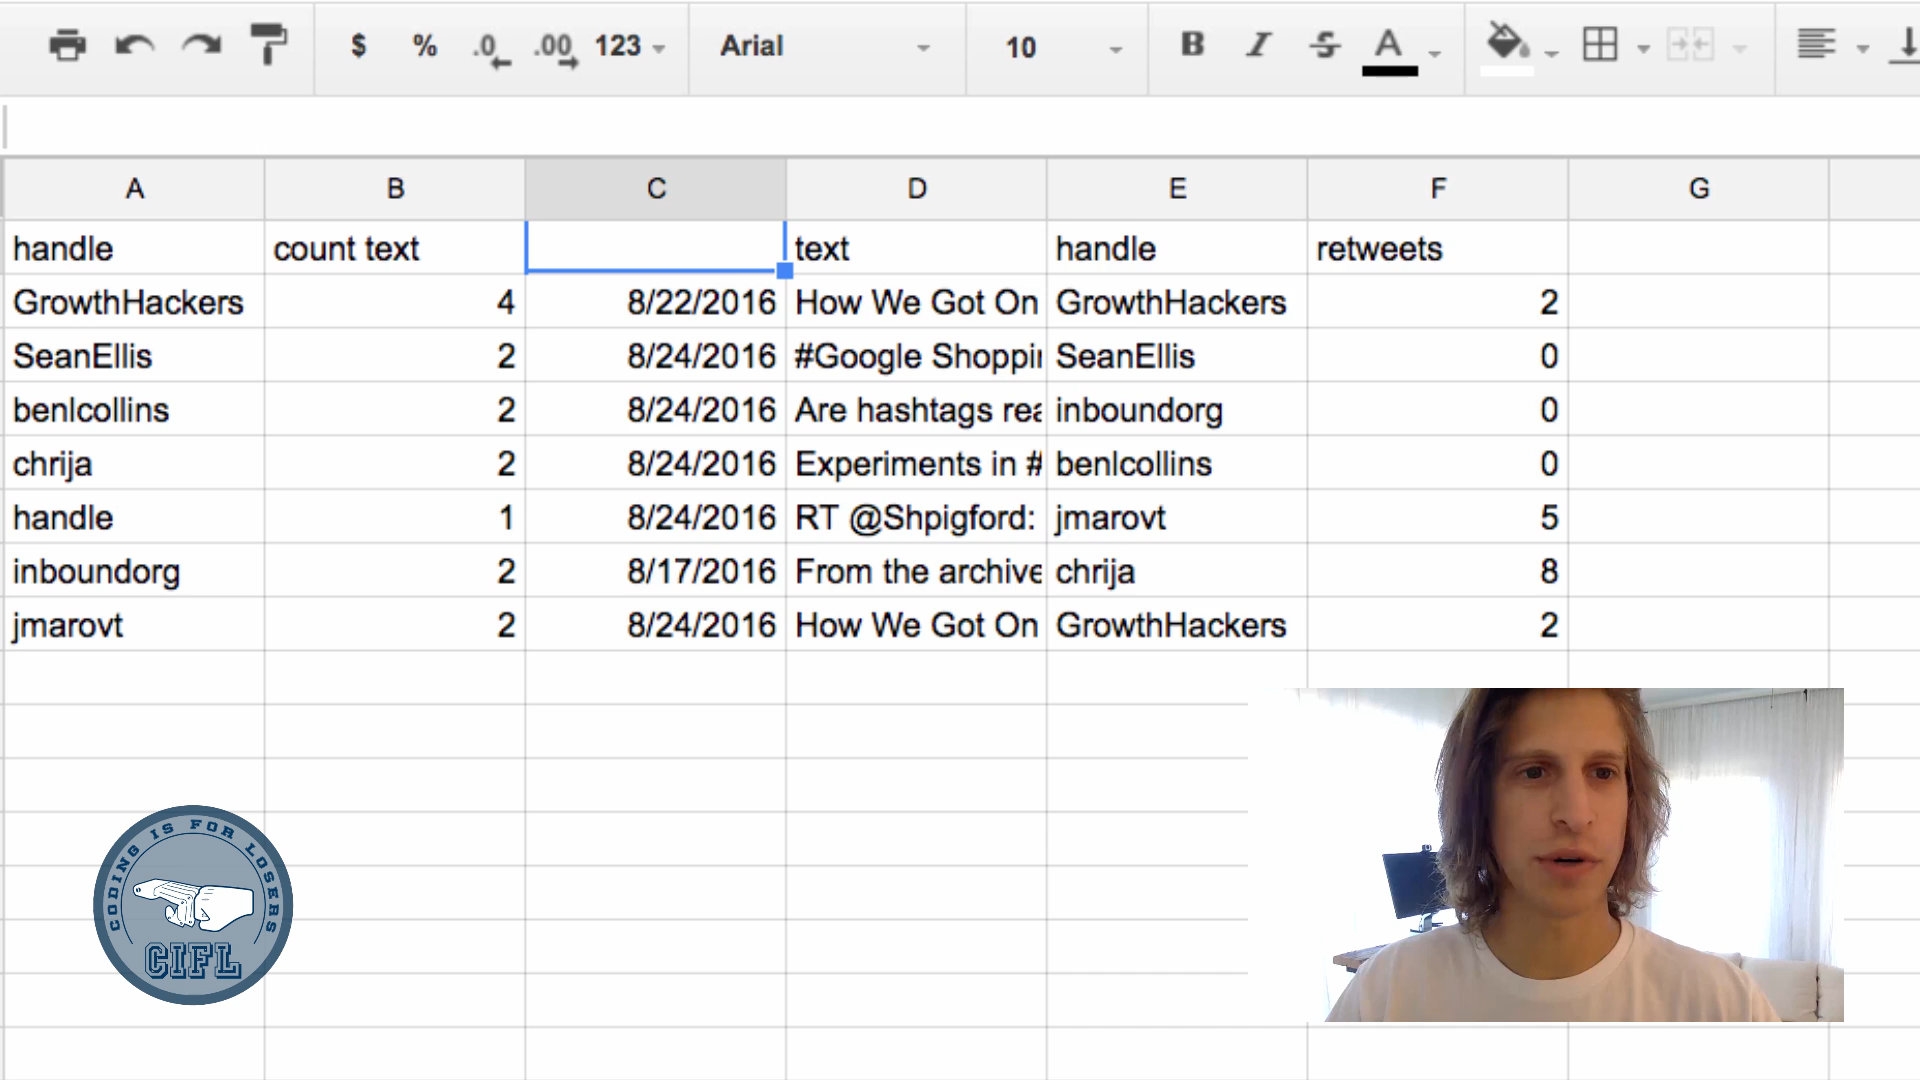 $ % .0 .00 123 Arial 10 B I S A
A B C D E F G
handle count text text handle retweets
GrowthHackers 4 8/22/2016 How We Got On GrowthHackers 2
SeanEllis 2 8/24/2016 #Google Shoppin SeanEllis 0
benlcollins 2 8/24/2016 Are hashtags rea inboundorg 0
chrija 2 8/24/2016 Experiments in # benlcollins 0
handle 1 8/24/2016 RT @Shpigford: jmarovt 5
inboundorg 2 8/17/2016 From the archive chrija 8
jmarovt 2 8/24/2016 How We Got On GrowthHackers 2
CODING IS FOR LOSERS
CIFL